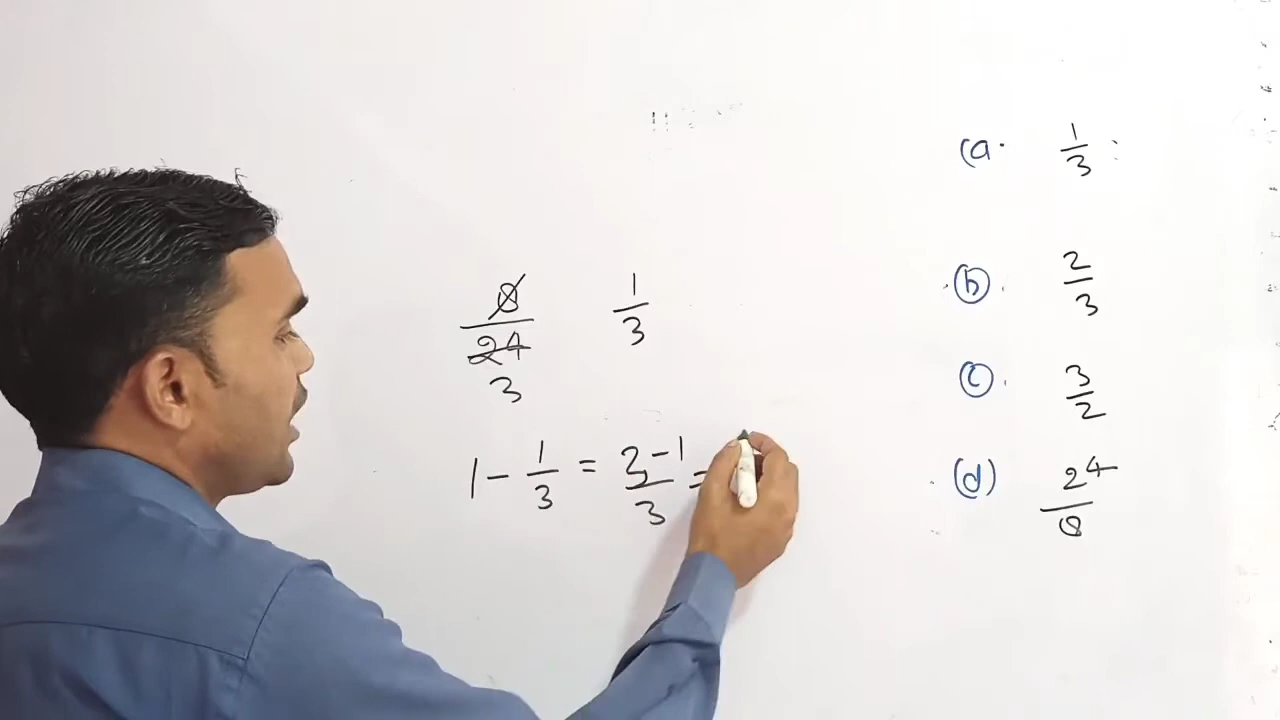 8/24 1/3
3
1 - 1/3 = 3-1/3 =
(a. 1/3
(b) 2/3
(c) 3/2
(d) 24/8